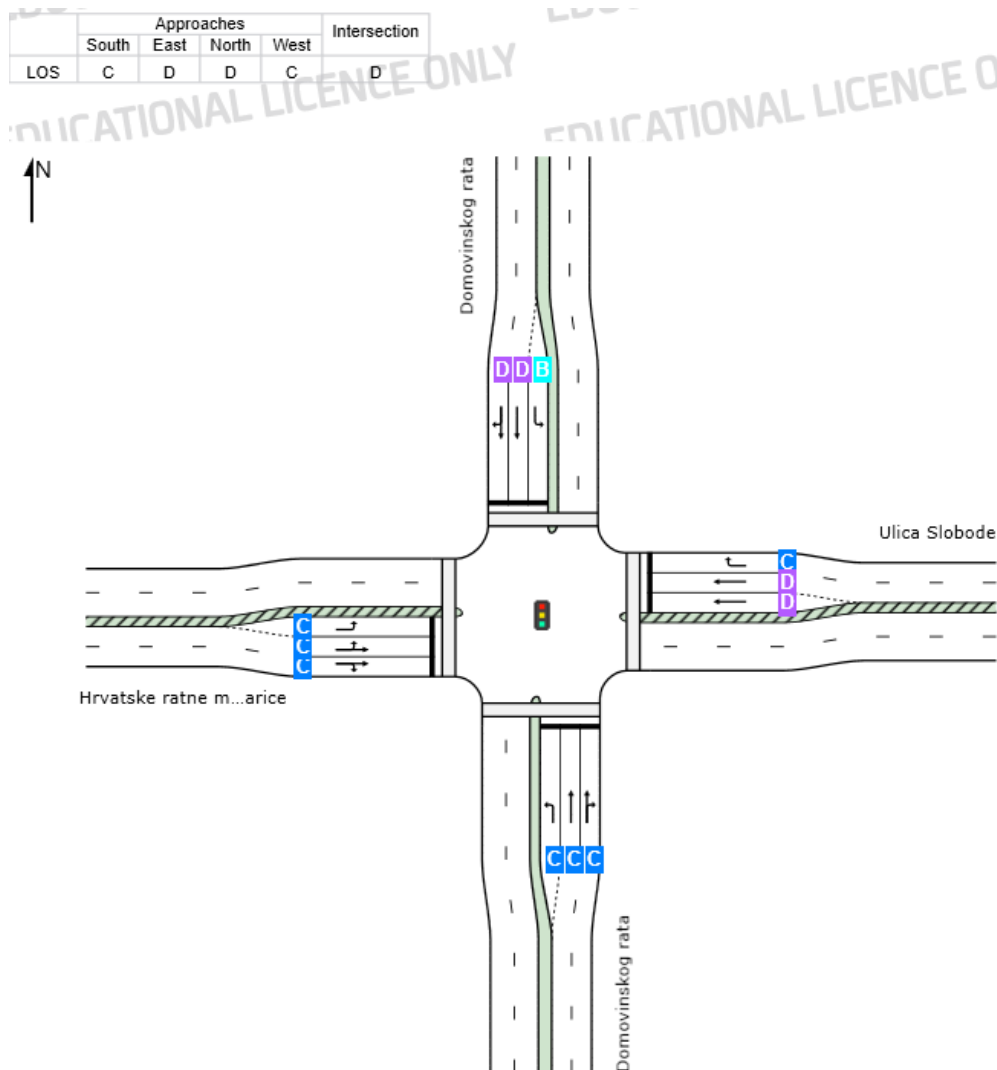 EDUCATIONAL LICENCE ONLY
EDUCATIONAL LICENCE O
Approaches Intersection
South East North West
LOS C D D C D
N
Domovinskog rata
D D B
Ulica Slobode
C
D
D
C
C
C
Hrvatske ratne m...arice
C C C
Domovinskog rata